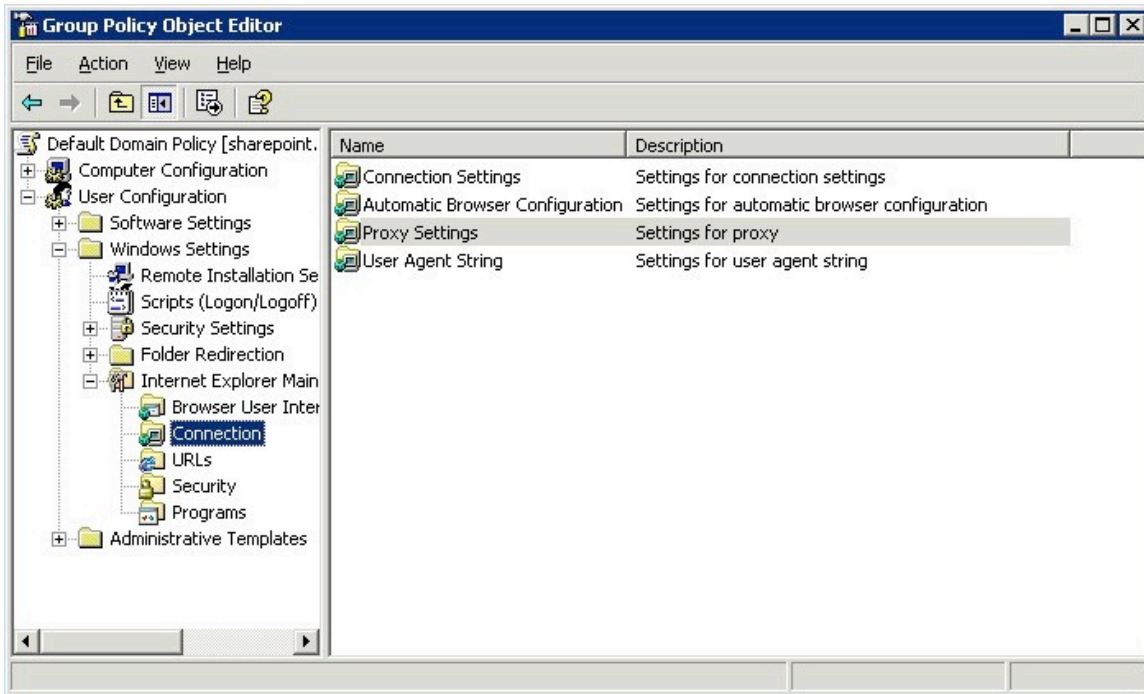 Group Policy Object Editor
File Action View Help
Default Domain Policy [sharepoint.
Computer Configuration
User Configuration
Software Settings
Windows Settings
Remote Installation Se
Scripts (Logon/Logoff)
Security Settings
Folder Redirection
Internet Explorer Main
Browser User Inter
Connection
URLs
Security
Programs
Administrative Templates
Name Description
Connection Settings Settings for connection settings
Automatic Browser Configuration Settings for automatic browser configuration
Proxy Settings Settings for proxy
User Agent String Settings for user agent string